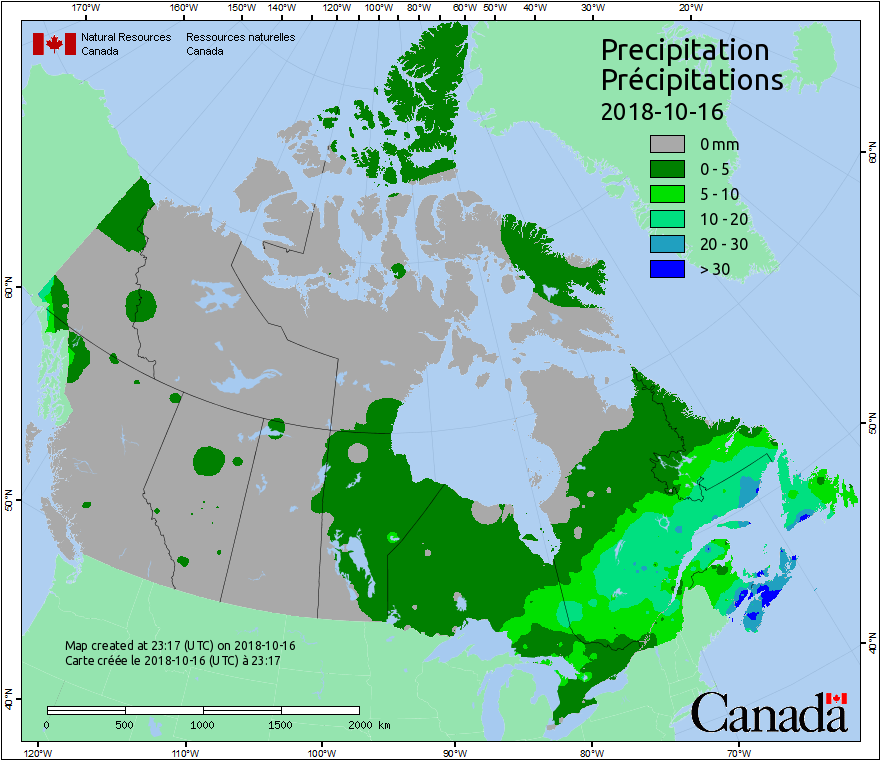 170°W 160°W 150°W 140°W 130°W 120°W 110°W 100°W 90°W 80°W 70°W 60°W 50°W 40°W 30°W 20°W
Natural Resources Ressources naturelles
Canada Canada
Precipitation
Précipitations
2018-10-16
0 mm
0 - 5
5 - 10
10 - 20
20 - 30
> 30
60°N
60°N
50°N
50°N
40°N
40°N
Map created at 23:17 (UTC) on 2018-10-16
Carte créée le 2018-10-16 (UTC) à 23:17
0 500 1000 1500 2000 km
Canada
120°W 110°W 100°W 90°W 80°W 70°W